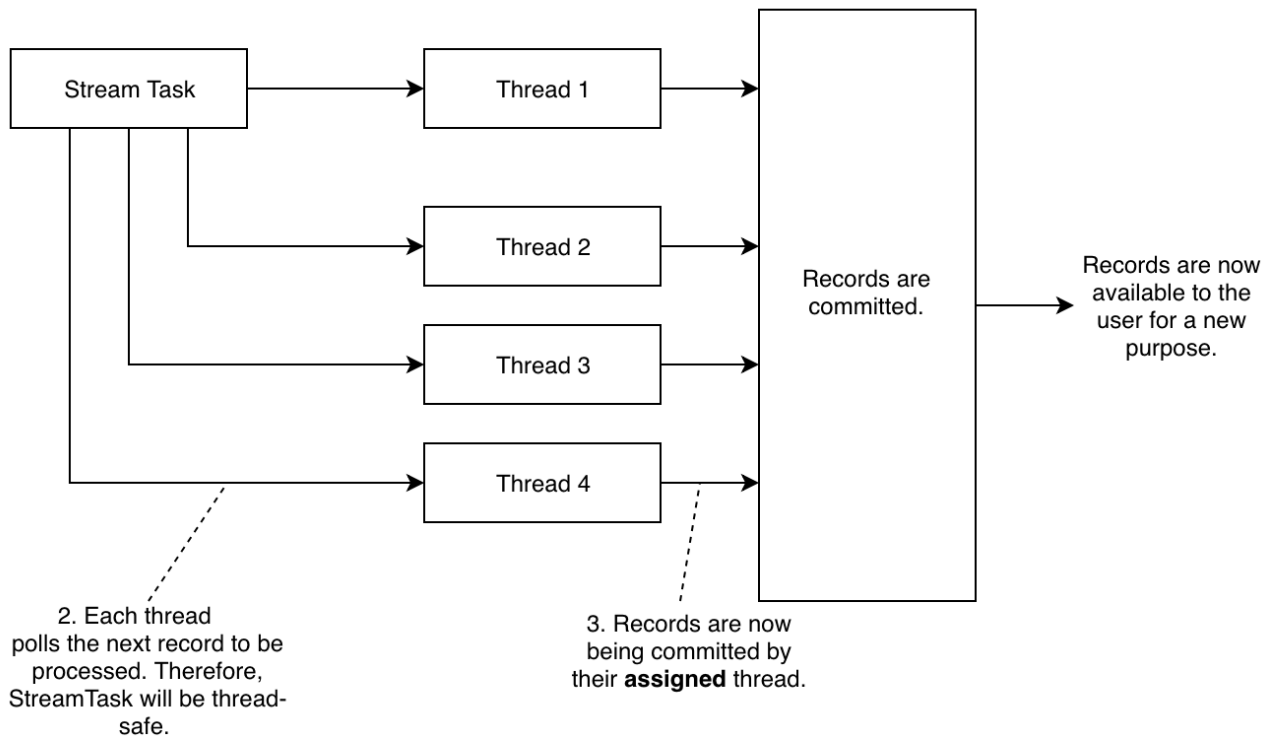 Stream Task
Thread 1
Thread 2
Thread 3
Thread 4
Records are
committed.
Records are now
available to the
user for a new
purpose.
2. Each thread
polls the next record to be
processed. Therefore,
StreamTask will be thread-
safe.
3. Records are now
being committed by
their assigned thread.